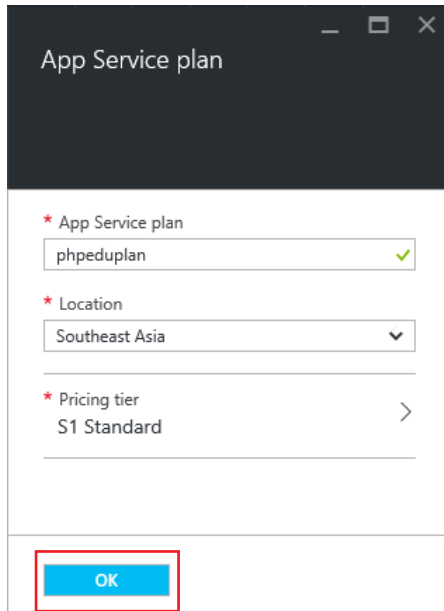 App Service plan
* App Service plan
phpeduplan
* Location
Southeast Asia
* Pricing tier
S1 Standard
OK